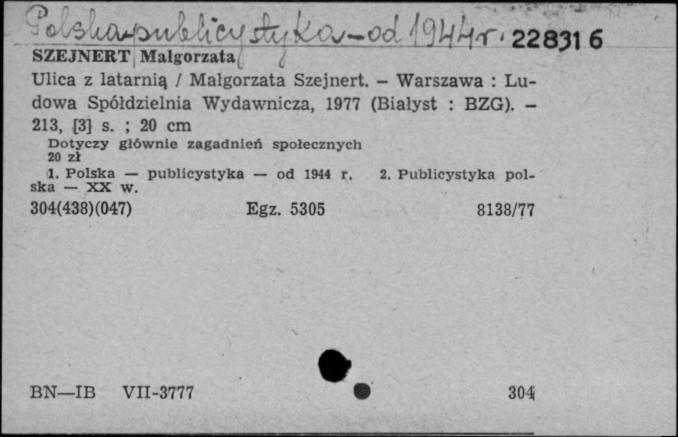 Polska-publicystyka-od 1944 r. 228316
SZEJNERT Małgorzata
Ulica z latarnią / Małgorzata Szejnert. – Warszawa : Lu-
dowa Spółdzielnia Wydawnicza, 1977 (Białyst : BZG). –
213, [3] s. ; 20 cm
Dotyczy głównie zagadnień społecznych
20 zł
1. Polska — publicystyka — od 1944 r. 2. Publicystyka pol-
ska — XX w.
304(438)(047) Egz. 5305 8138/77
BN—IB VII-3777 304